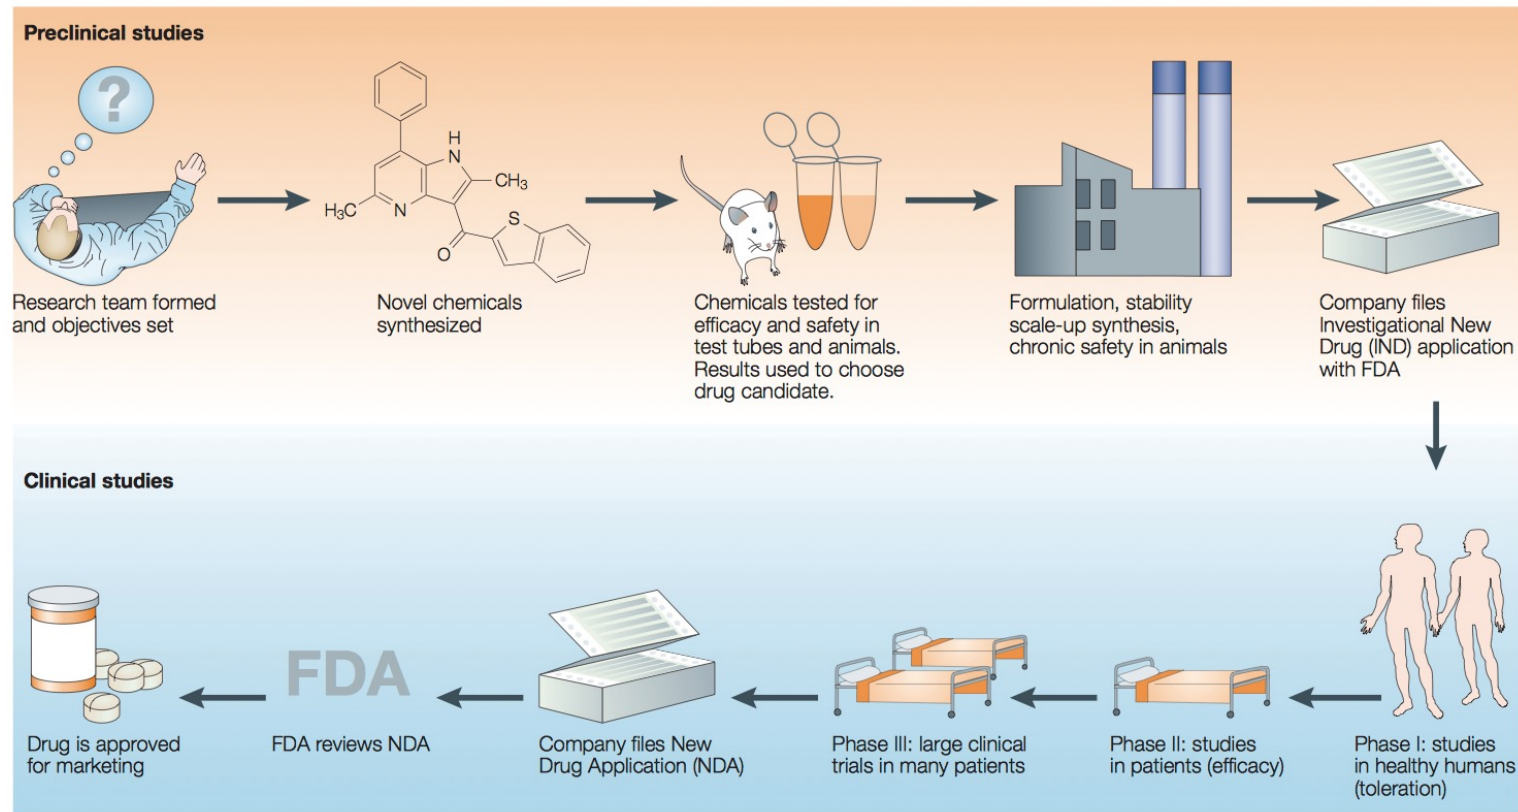 Preclinical studies
?
H
N
CH₃
H₃C
N
S
O
Research team formed
and objectives set
Novel chemicals
synthesized
Chemicals tested for
efficacy and safety in
test tubes and animals.
Results used to choose
drug candidate.
Formulation, stability
scale-up synthesis,
chronic safety in animals
Company files
Investigational New
Drug (IND) application
with FDA
Clinical studies
FDA
Drug is approved
for marketing
FDA reviews NDA
Company files New
Drug Application (NDA)
Phase III: large clinical
trials in many patients
Phase II: studies
in patients (efficacy)
Phase I: studies
in healthy humans
(toleration)